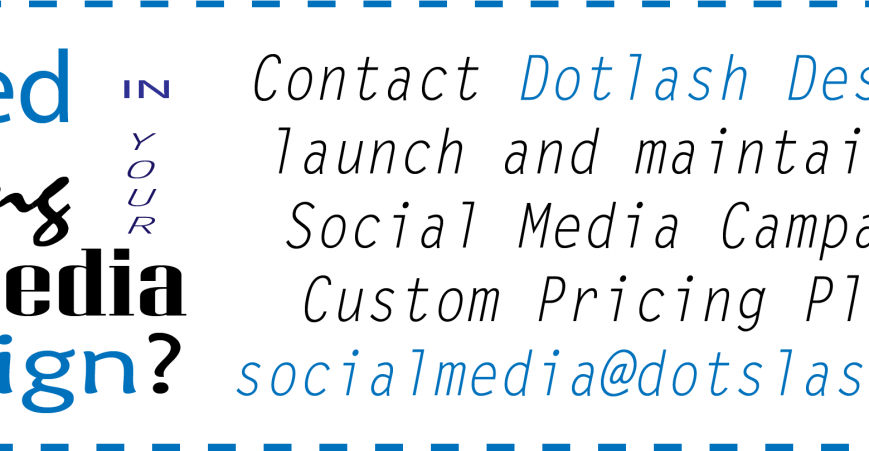 ed IN
YOUR
ng
edia
ign?
Contact Dotlash Des
launch and maintai
Social Media Campa
Custom Pricing Pl
socialmedia@dotslas